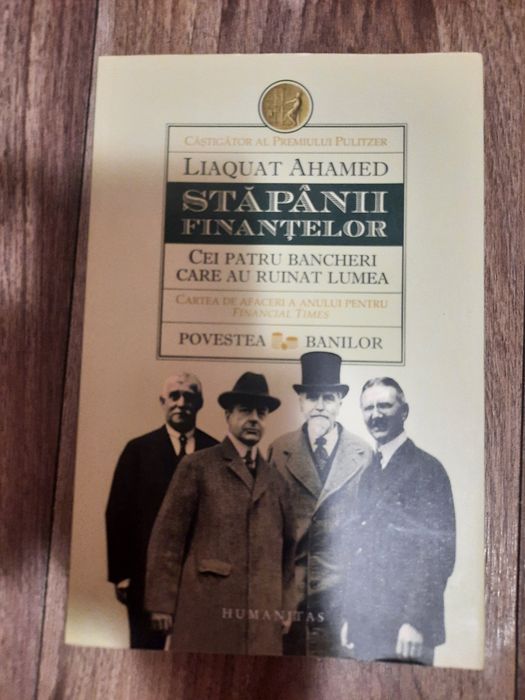 CÂȘTIGĂTOR AL PREMIULUI PULITZER
LIAQUAT AHAMED
STĂPÂNII
FINANȚELOR
CEI PATRU BANCHERI
CARE AU RUINAT LUMEA
CARTEA DE AFACERI A ANULUI PENTRU
FINANCIAL TIMES
POVESTEA BANILOR
HUMANITAS